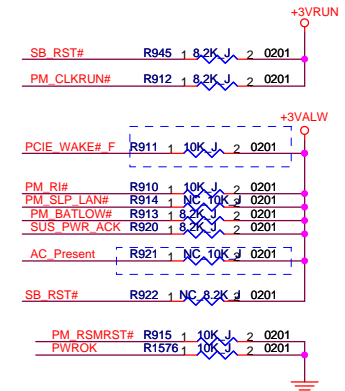 +3VRUN
SB_RST# R945 1 8.2K_J 2 0201
PM_CLKRUN# R912 1 8.2K_J 2 0201
+3VALW
PCIE_WAKE#_F R911 1 10K_J 2 0201
PM_RI# R910 1 10K_J 2 0201
PM_SLP_LAN# R914 1 NC_10K_J 2 0201
PM_BATLOW# R913 1 8.2K_J 2 0201
SUS_PWR_ACK R920 1 8.2K_J 2 0201
AC_Present R921 1 NC_10K_J 2 0201
SB_RST# R922 1 NC_8.2K_J 2 0201
PM_RSMRST# R915 1 10K_J 2 0201
PWROK R1576 1 10K_J 2 0201